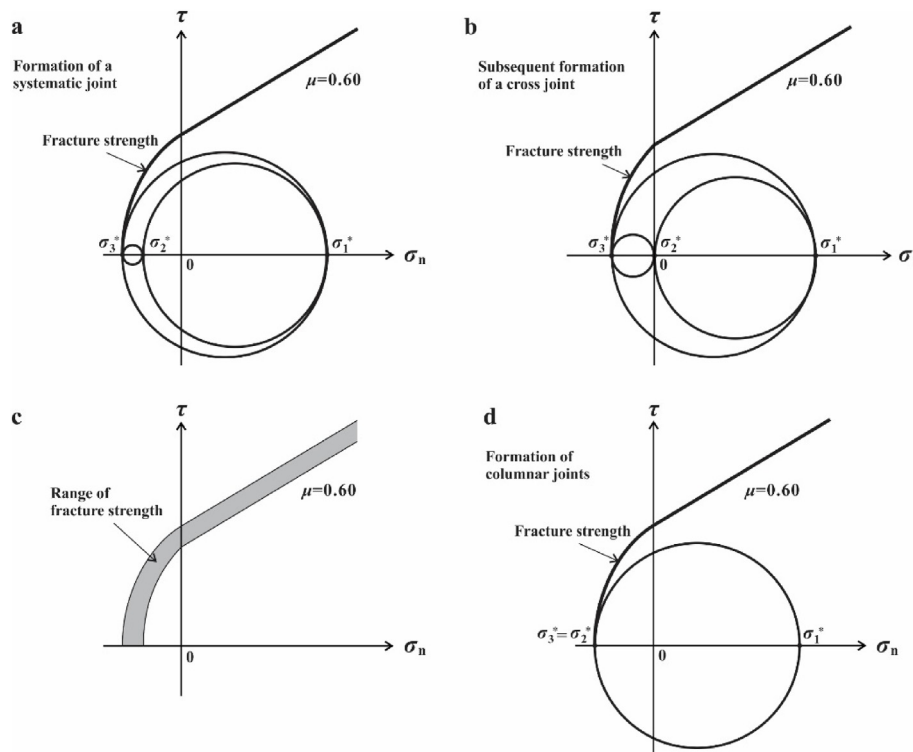 a
τ
Formation of a
systematic joint
μ=0.60
Fracture strength
σ3*
σ2*
σ1*
0
σn
b
τ
Subsequent formation
of a cross joint
μ=0.60
Fracture strength
σ3*
σ2*
σ1*
0
σ
c
τ
Range of
fracture strength
μ=0.60
0
σn
d
τ
Formation of
columnar joints
μ=0.60
Fracture strength
σ3*=σ2*
σ1*
0
σn